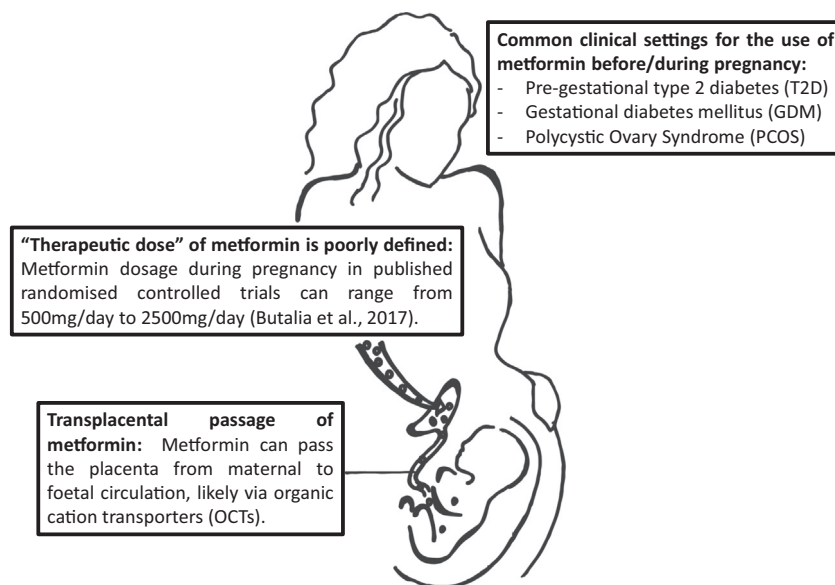 Common clinical settings for the use of
metformin before/during pregnancy:
- Pre-gestational type 2 diabetes (T2D)
- Gestational diabetes mellitus (GDM)
- Polycystic Ovary Syndrome (PCOS)
“Therapeutic dose” of metformin is poorly defined:
Metformin dosage during pregnancy in published
randomised controlled trials can range from
500mg/day to 2500mg/day (Butalia et al., 2017).
Transplacental passage of
metformin: Metformin can pass
the placenta from maternal to
foetal circulation, likely via organic
cation transporters (OCTs).